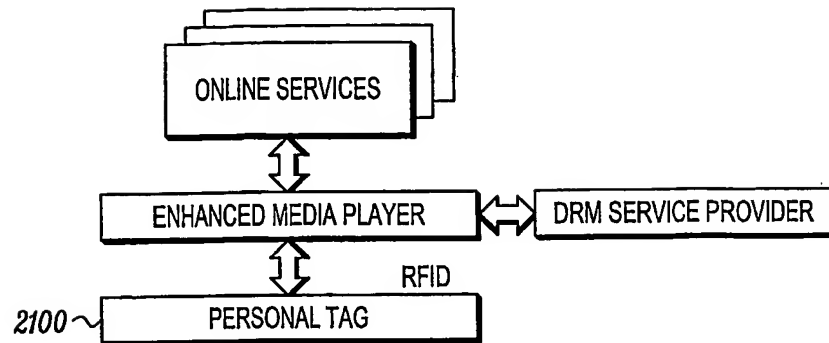 ONLINE SERVICES
ENHANCED MEDIA PLAYER
DRM SERVICE PROVIDER
RFID
2100
PERSONAL TAG